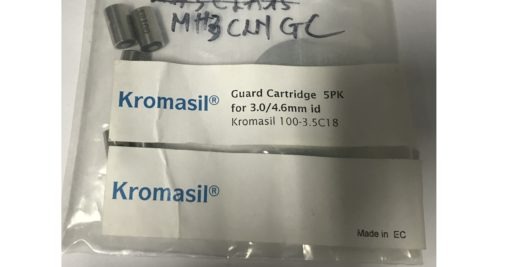 MH3 CLN GC
Kromasil®
Guard Cartridge 5PK
for 3.0/4.6mm id
Kromasil 100-3.5C18
Kromasil®
Made in EC